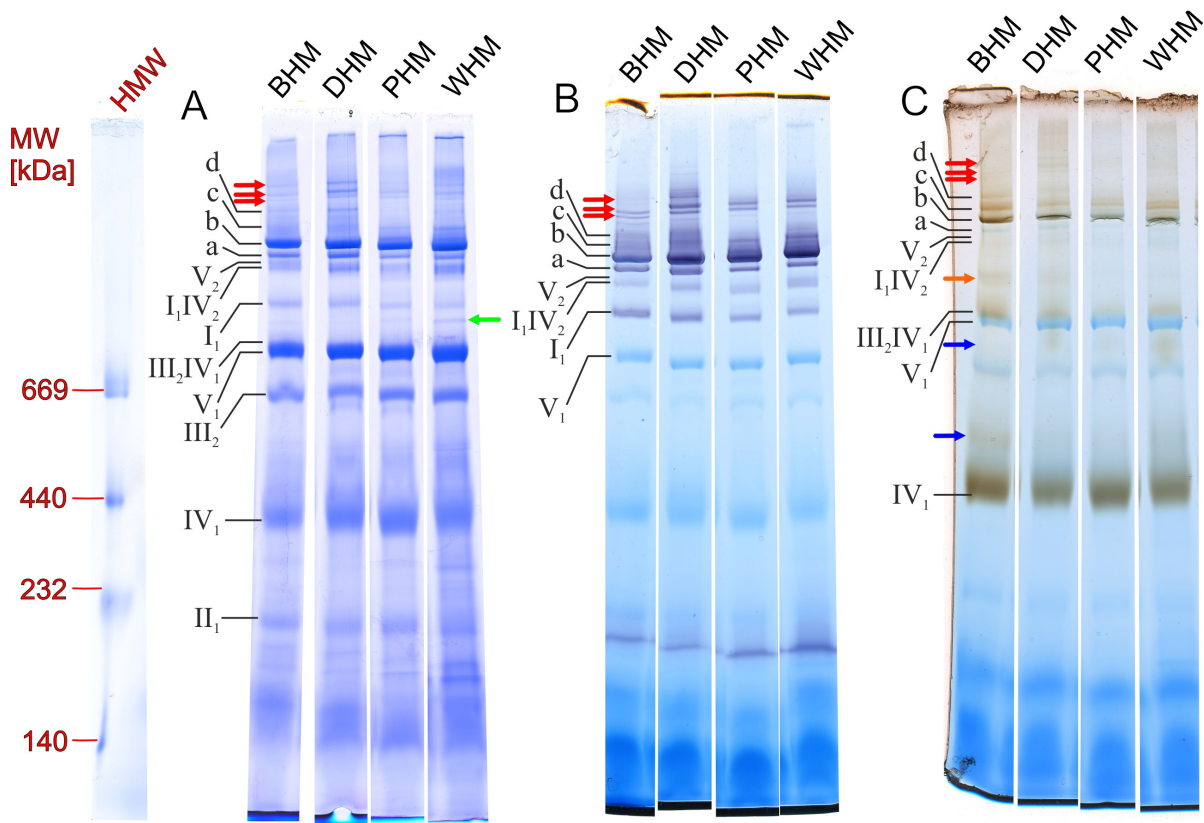 HMW
MW
[kDa]
669
440
232
140
A
BHM
DHM
PHM
WHM
d
c
b
a
V₂
I₁IV₂
I₁
III₂IV₁
V₁
III₂
IV₁
II₁
B
BHM
DHM
PHM
WHM
d
c
b
a
V₂
I₁IV₂
I₁
V₁
C
BHM
DHM
PHM
WHM
d
c
b
a
V₂
I₁IV₂
III₂IV₁
V₁
IV₁